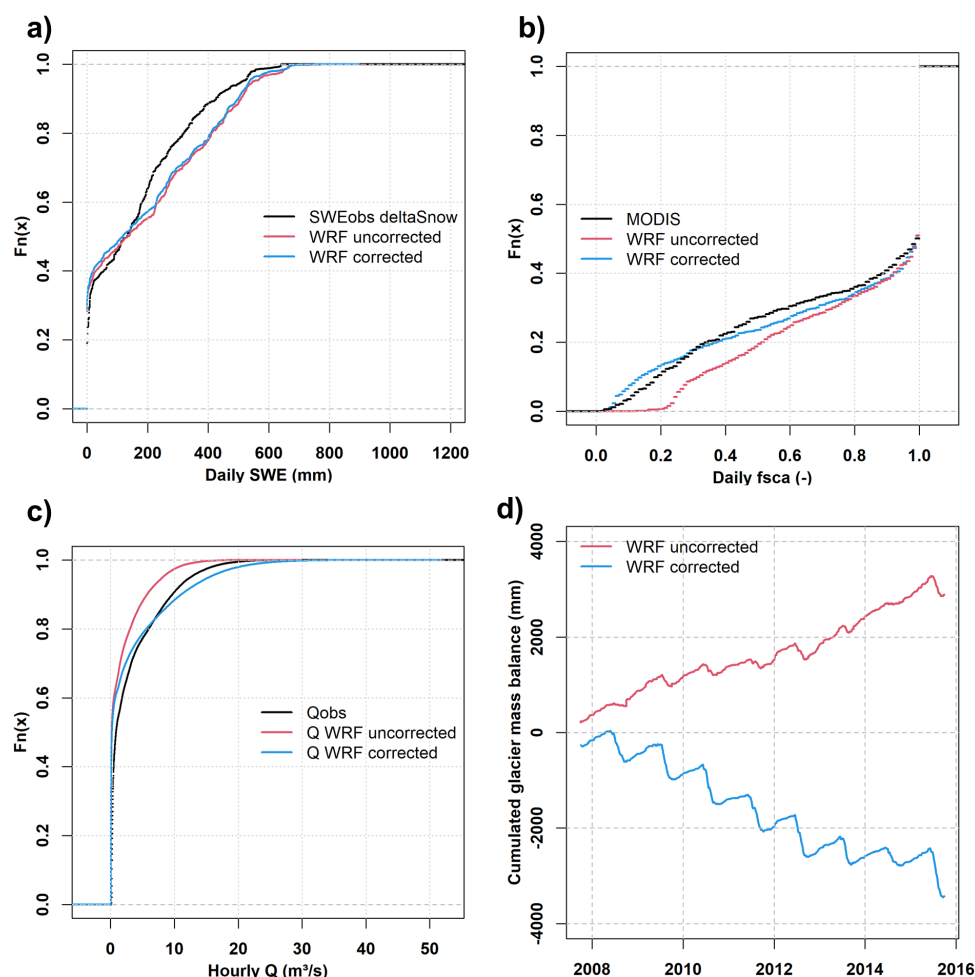 a)
Fn(x)
1.0
0.8
0.6
0.4
0.2
0.0
SWEobs deltaSnow
WRF uncorrected
WRF corrected
0 200 400 600 800 1000 1200
Daily SWE (mm)
b)
Fn(x)
1.0
0.8
0.6
0.4
0.2
0.0
MODIS
WRF uncorrected
WRF corrected
0.0 0.2 0.4 0.6 0.8 1.0
Daily fsca (-)
c)
Fn(x)
1.0
0.8
0.6
0.4
0.2
0.0
Qobs
Q WRF uncorrected
Q WRF corrected
0 10 20 30 40 50
Hourly Q (m³/s)
d)
Cumulated glacier mass balance (mm)
4000
2000
0
-2000
-4000
WRF uncorrected
WRF corrected
2008 2010 2012 2014 2016